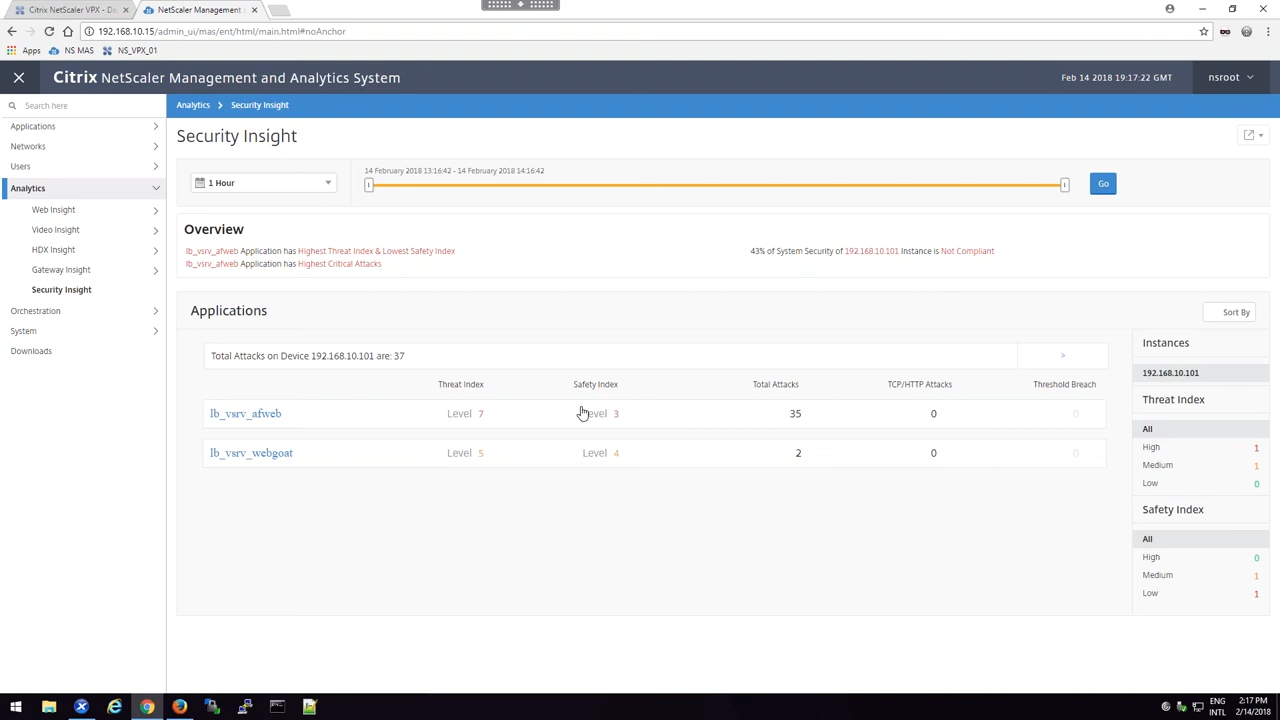 Citrix NetScaler VPX - De
NetScaler Management
192.168.10.15/admin_ui/mas/ent/html/main.html#noAnchor
Apps
NS MAS
NS_VPX_01
Citrix NetScaler Management and Analytics System
Feb 14 2018 19:17:22 GMT
nsroot
Search here
Applications
Networks
Users
Analytics
Web Insight
Video Insight
HDX Insight
Gateway Insight
Security Insight
Orchestration
System
Downloads
Analytics > Security Insight
Security Insight
1 Hour
14 February 2018 13:16:42 - 14 February 2018 14:16:42
Go
Overview
lb_vsrv_afweb Application has Highest Threat Index & Lowest Safety Index
lb_vsrv_afweb Application has Highest Critical Attacks
43% of System Security of 192.168.10.101 Instance is Not Compliant
Applications
Sort By
Total Attacks on Device 192.168.10.101 are: 37 >
Threat Index Safety Index Total Attacks TCP/HTTP Attacks Threshold Breach
lb_vsrv_afweb Level 7 Level 3 35 0 0
lb_vsrv_webgoat Level 5 Level 4 2 0 0
Instances
192.168.10.101
Threat Index
All
High 1
Medium 1
Low 0
Safety Index
All
High 0
Medium 1
Low 1
ENG
INTL
2:17 PM
2/14/2018